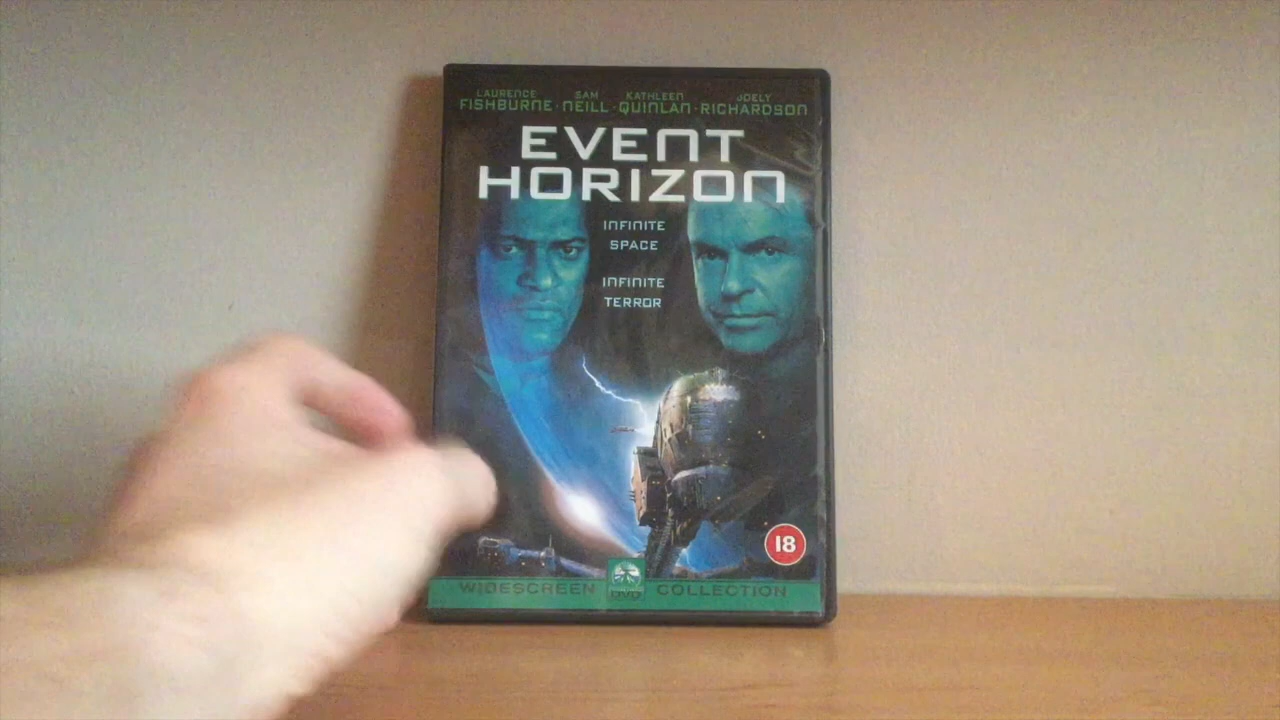 LAURENCE SAM KATHLEEN JOELY
FISHBURNE · NEILL · QUINLAN · RICHARDSON
EVENT
HORIZON
INFINITE
SPACE
INFINITE
TERROR
18
WIDESCREEN DVD COLLECTION